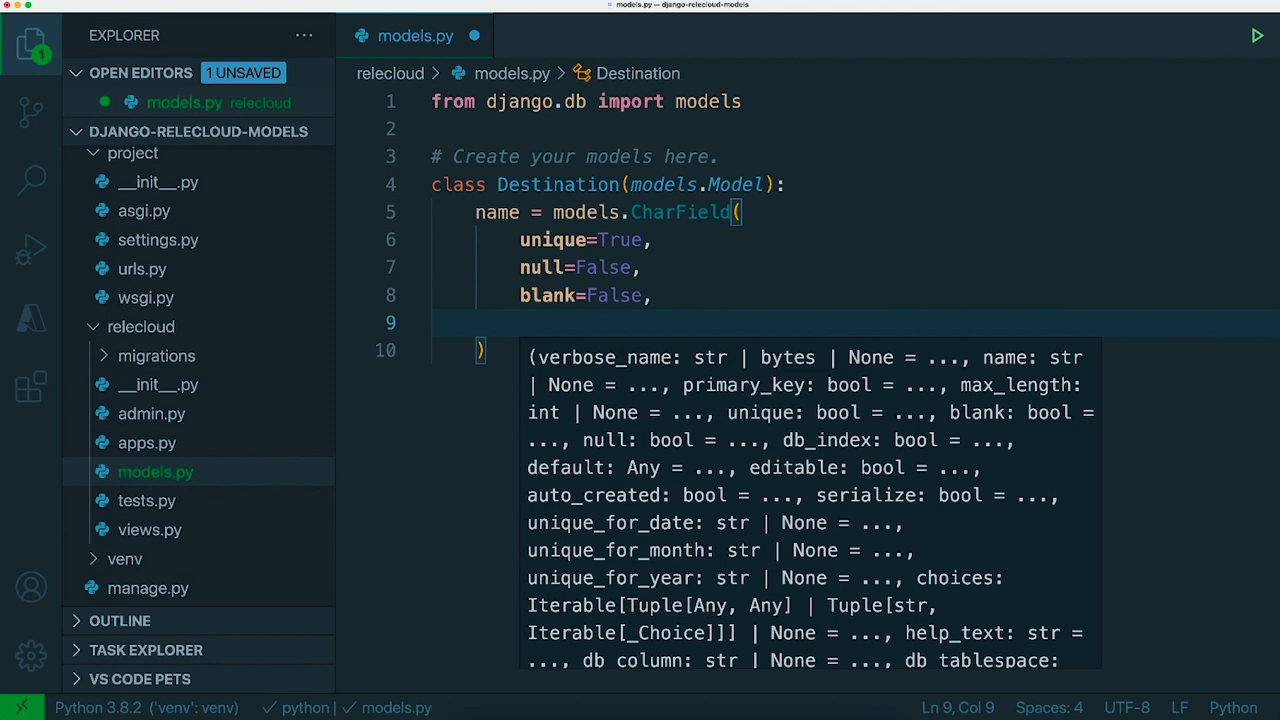 models.py — django-relecloud-models
EXPLORER
models.py
1
OPEN EDITORS 1 UNSAVED
models.py relecloud
DJANGO-RELECLOUD-MODELS
project
__init__.py
asgi.py
settings.py
urls.py
wsgi.py
relecloud
migrations
__init__.py
admin.py
apps.py
models.py
tests.py
views.py
venv
manage.py
OUTLINE
TASK EXPLORER
VS CODE PETS
relecloud > models.py > Destination
1 from django.db import models
2
3 # Create your models here.
4 class Destination(models.Model):
5 name = models.CharField(
6 unique=True,
7 null=False,
8 blank=False,
9
10 )
(verbose_name: str | bytes | None = ..., name: str
| None = ..., primary_key: bool = ..., max_length:
int | None = ..., unique: bool = ..., blank: bool =
..., null: bool = ..., db_index: bool = ...,
default: Any = ..., editable: bool = ...,
auto_created: bool = ..., serialize: bool = ...,
unique_for_date: str | None = ...,
unique_for_month: str | None = ...,
unique_for_year: str | None = ..., choices:
Iterable[Tuple[Any, Any] | Tuple[str,
Iterable[_Choice]]] | None = ..., help_text: str =
..., db_column: str | None = ..., db_tablespace:
Python 3.8.2 ('venv': venv) ✓ python | ✓ models.py Ln 9, Col 9 Spaces: 4 UTF-8 LF Python